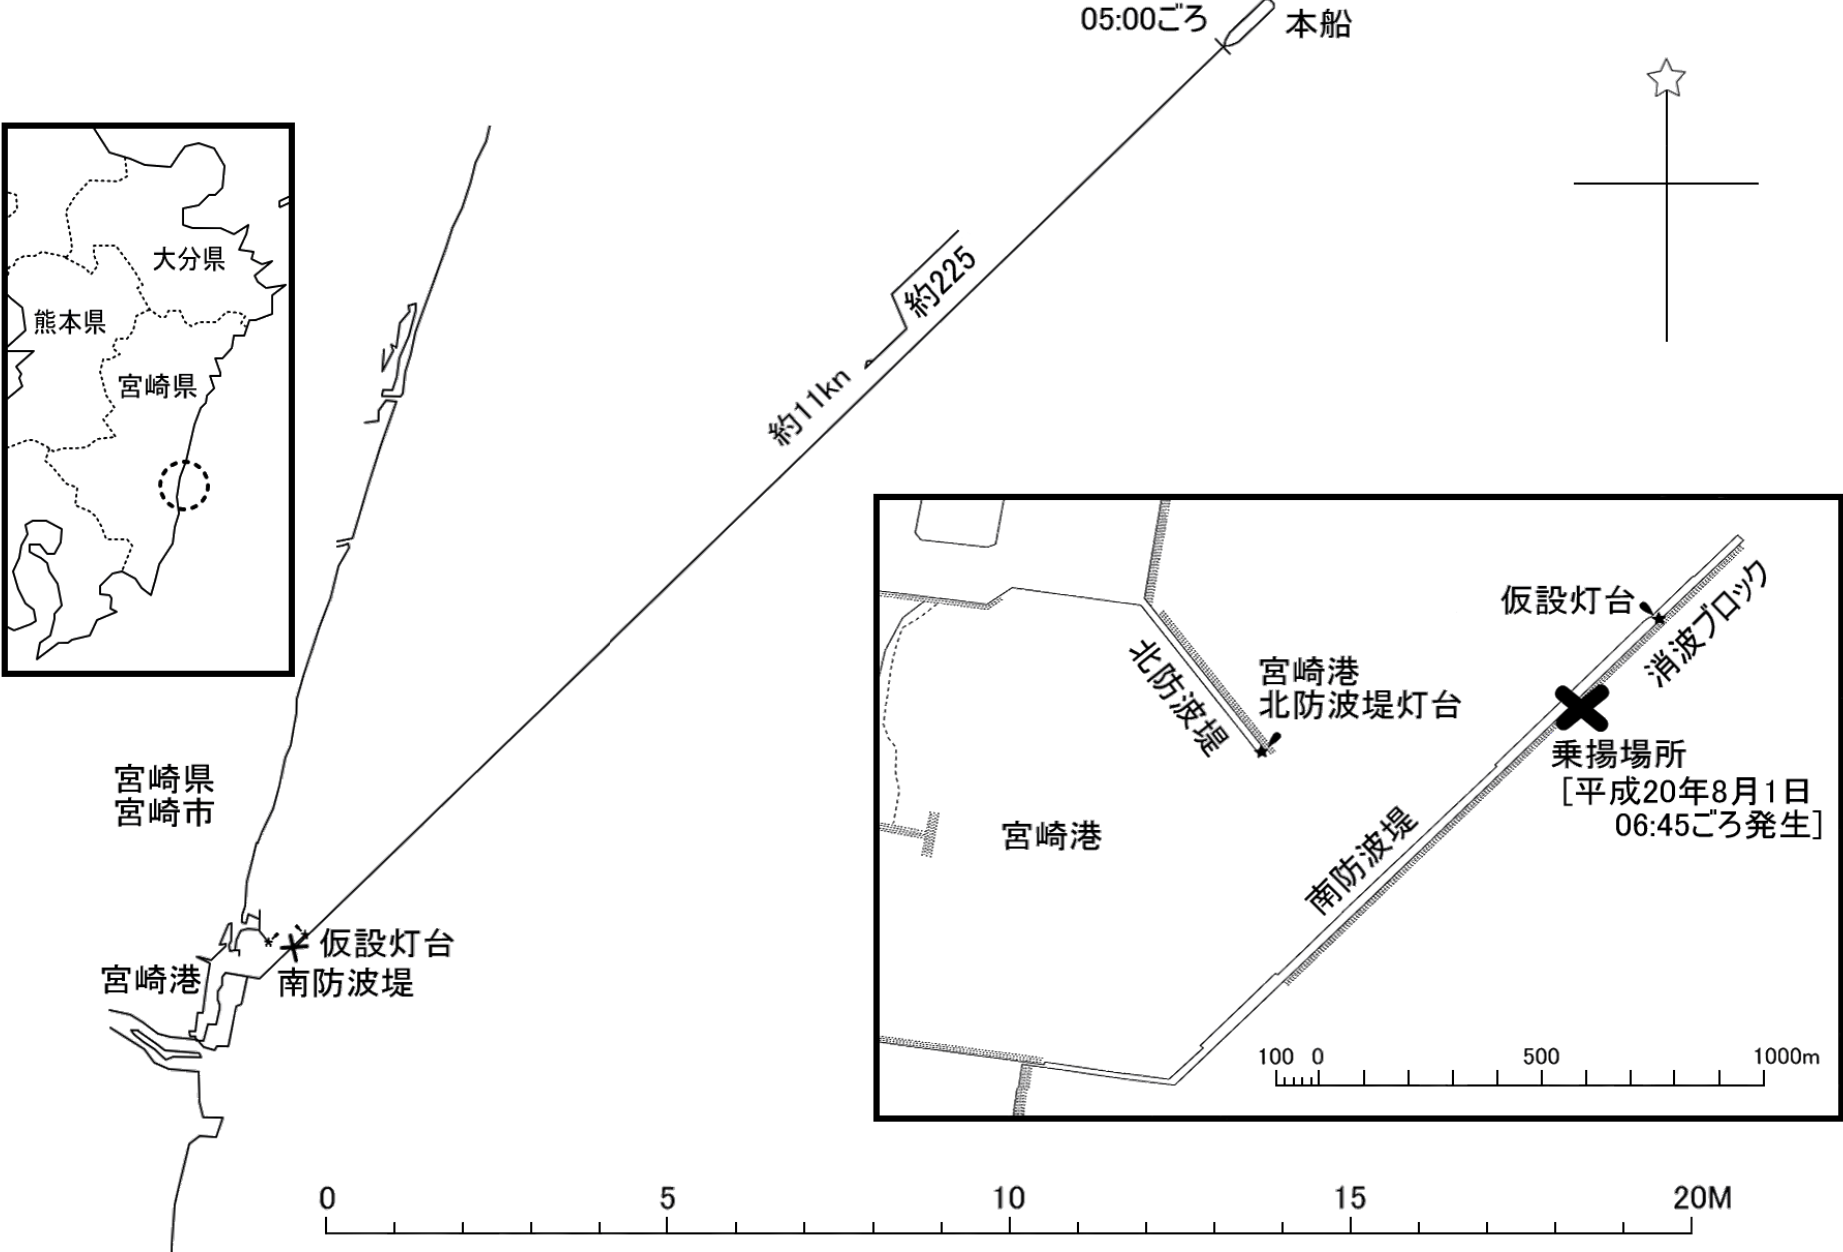 05:00ごろ
本船
大分県
熊本県
宮崎県
約225
約11kn
仮設灯台
消波ブロック
北防波堤
宮崎港
北防波堤灯台
乗揚場所
[平成20年8月1日
06:45ごろ発生]
宮崎港
南防波堤
100 0 500 1000m
宮崎県
宮崎市
仮設灯台
宮崎港
南防波堤
0 5 10 15 20M